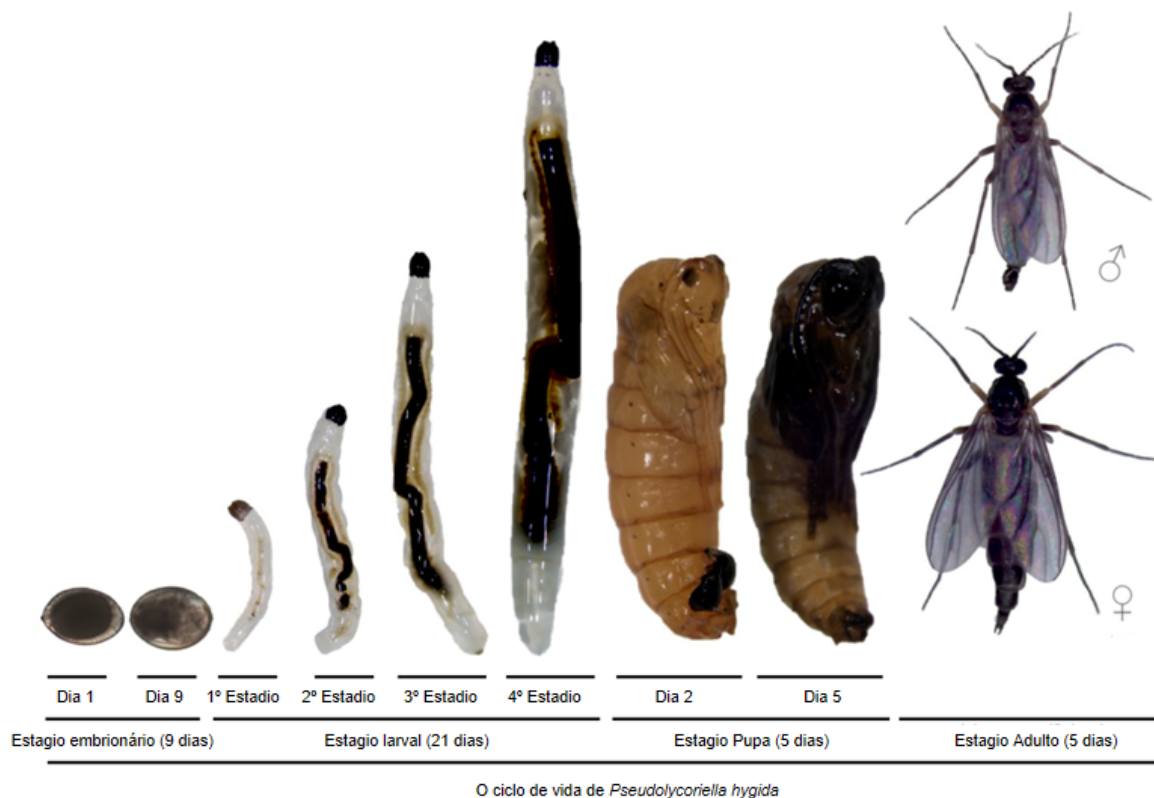 ♂
♀
Dia 1
Dia 9
1º Estadio
2º Estadio
3º Estadio
4º Estadio
Dia 2
Dia 5
Estagio embrionário (9 dias)
Estagio larval (21 dias)
Estagio Pupa (5 dias)
Estagio Adulto (5 dias)
O ciclo de vida de Pseudolycoriella hygida